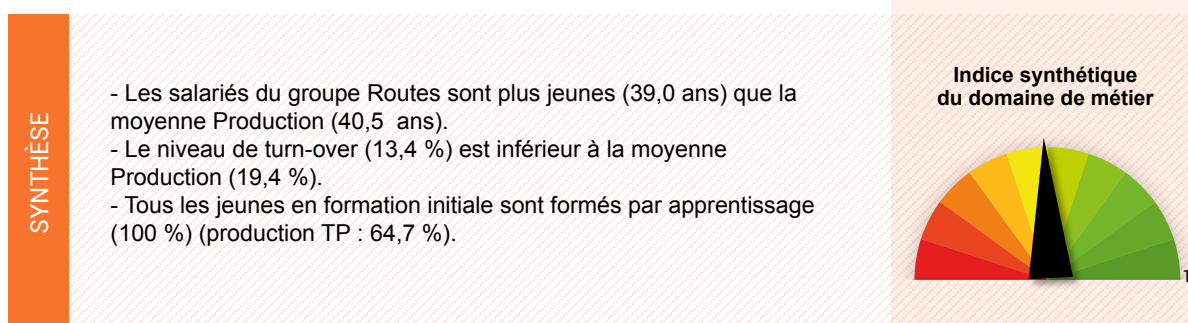 SYNTHÈSE
- Les salariés du groupe Routes sont plus jeunes (39,0 ans) que la
moyenne Production (40,5 ans).
- Le niveau de turn-over (13,4 %) est inférieur à la moyenne
Production (19,4 %).
- Tous les jeunes en formation initiale sont formés par apprentissage
(100 %) (production TP : 64,7 %).
Indice synthétique
du domaine de métier